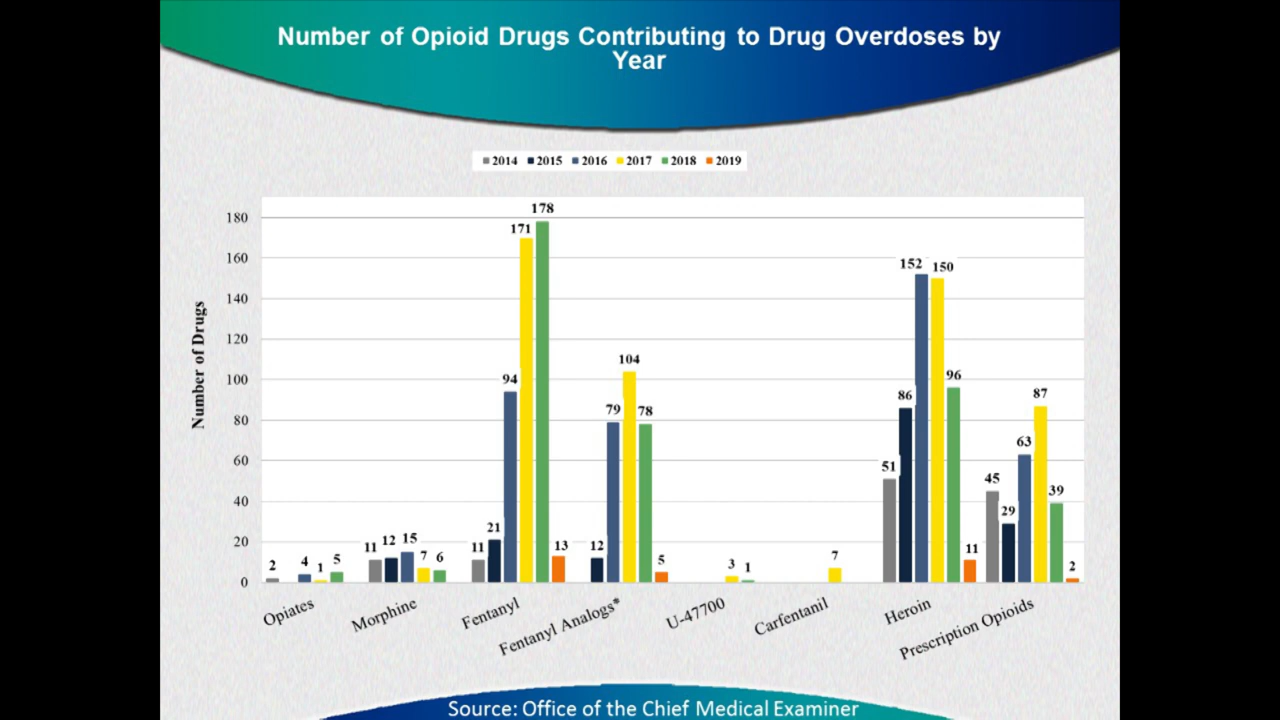 Number of Opioid Drugs Contributing to Drug Overdoses by
Year
2014 2015 2016 2017 2018 2019
Number of Drugs
180
160
140
120
100
80
60
40
20
0
2 4 1 5
11 12 15 7 6
11 21 94 171 178 13
12 79 104 78 5
3 1
7
51 86 152 150 96 11
45 29 63 87 39 2
Opiates
Morphine
Fentanyl
Fentanyl Analogs*
U-47700
Carfentanil
Heroin
Prescription Opioids
Source: Office of the Chief Medical Examiner